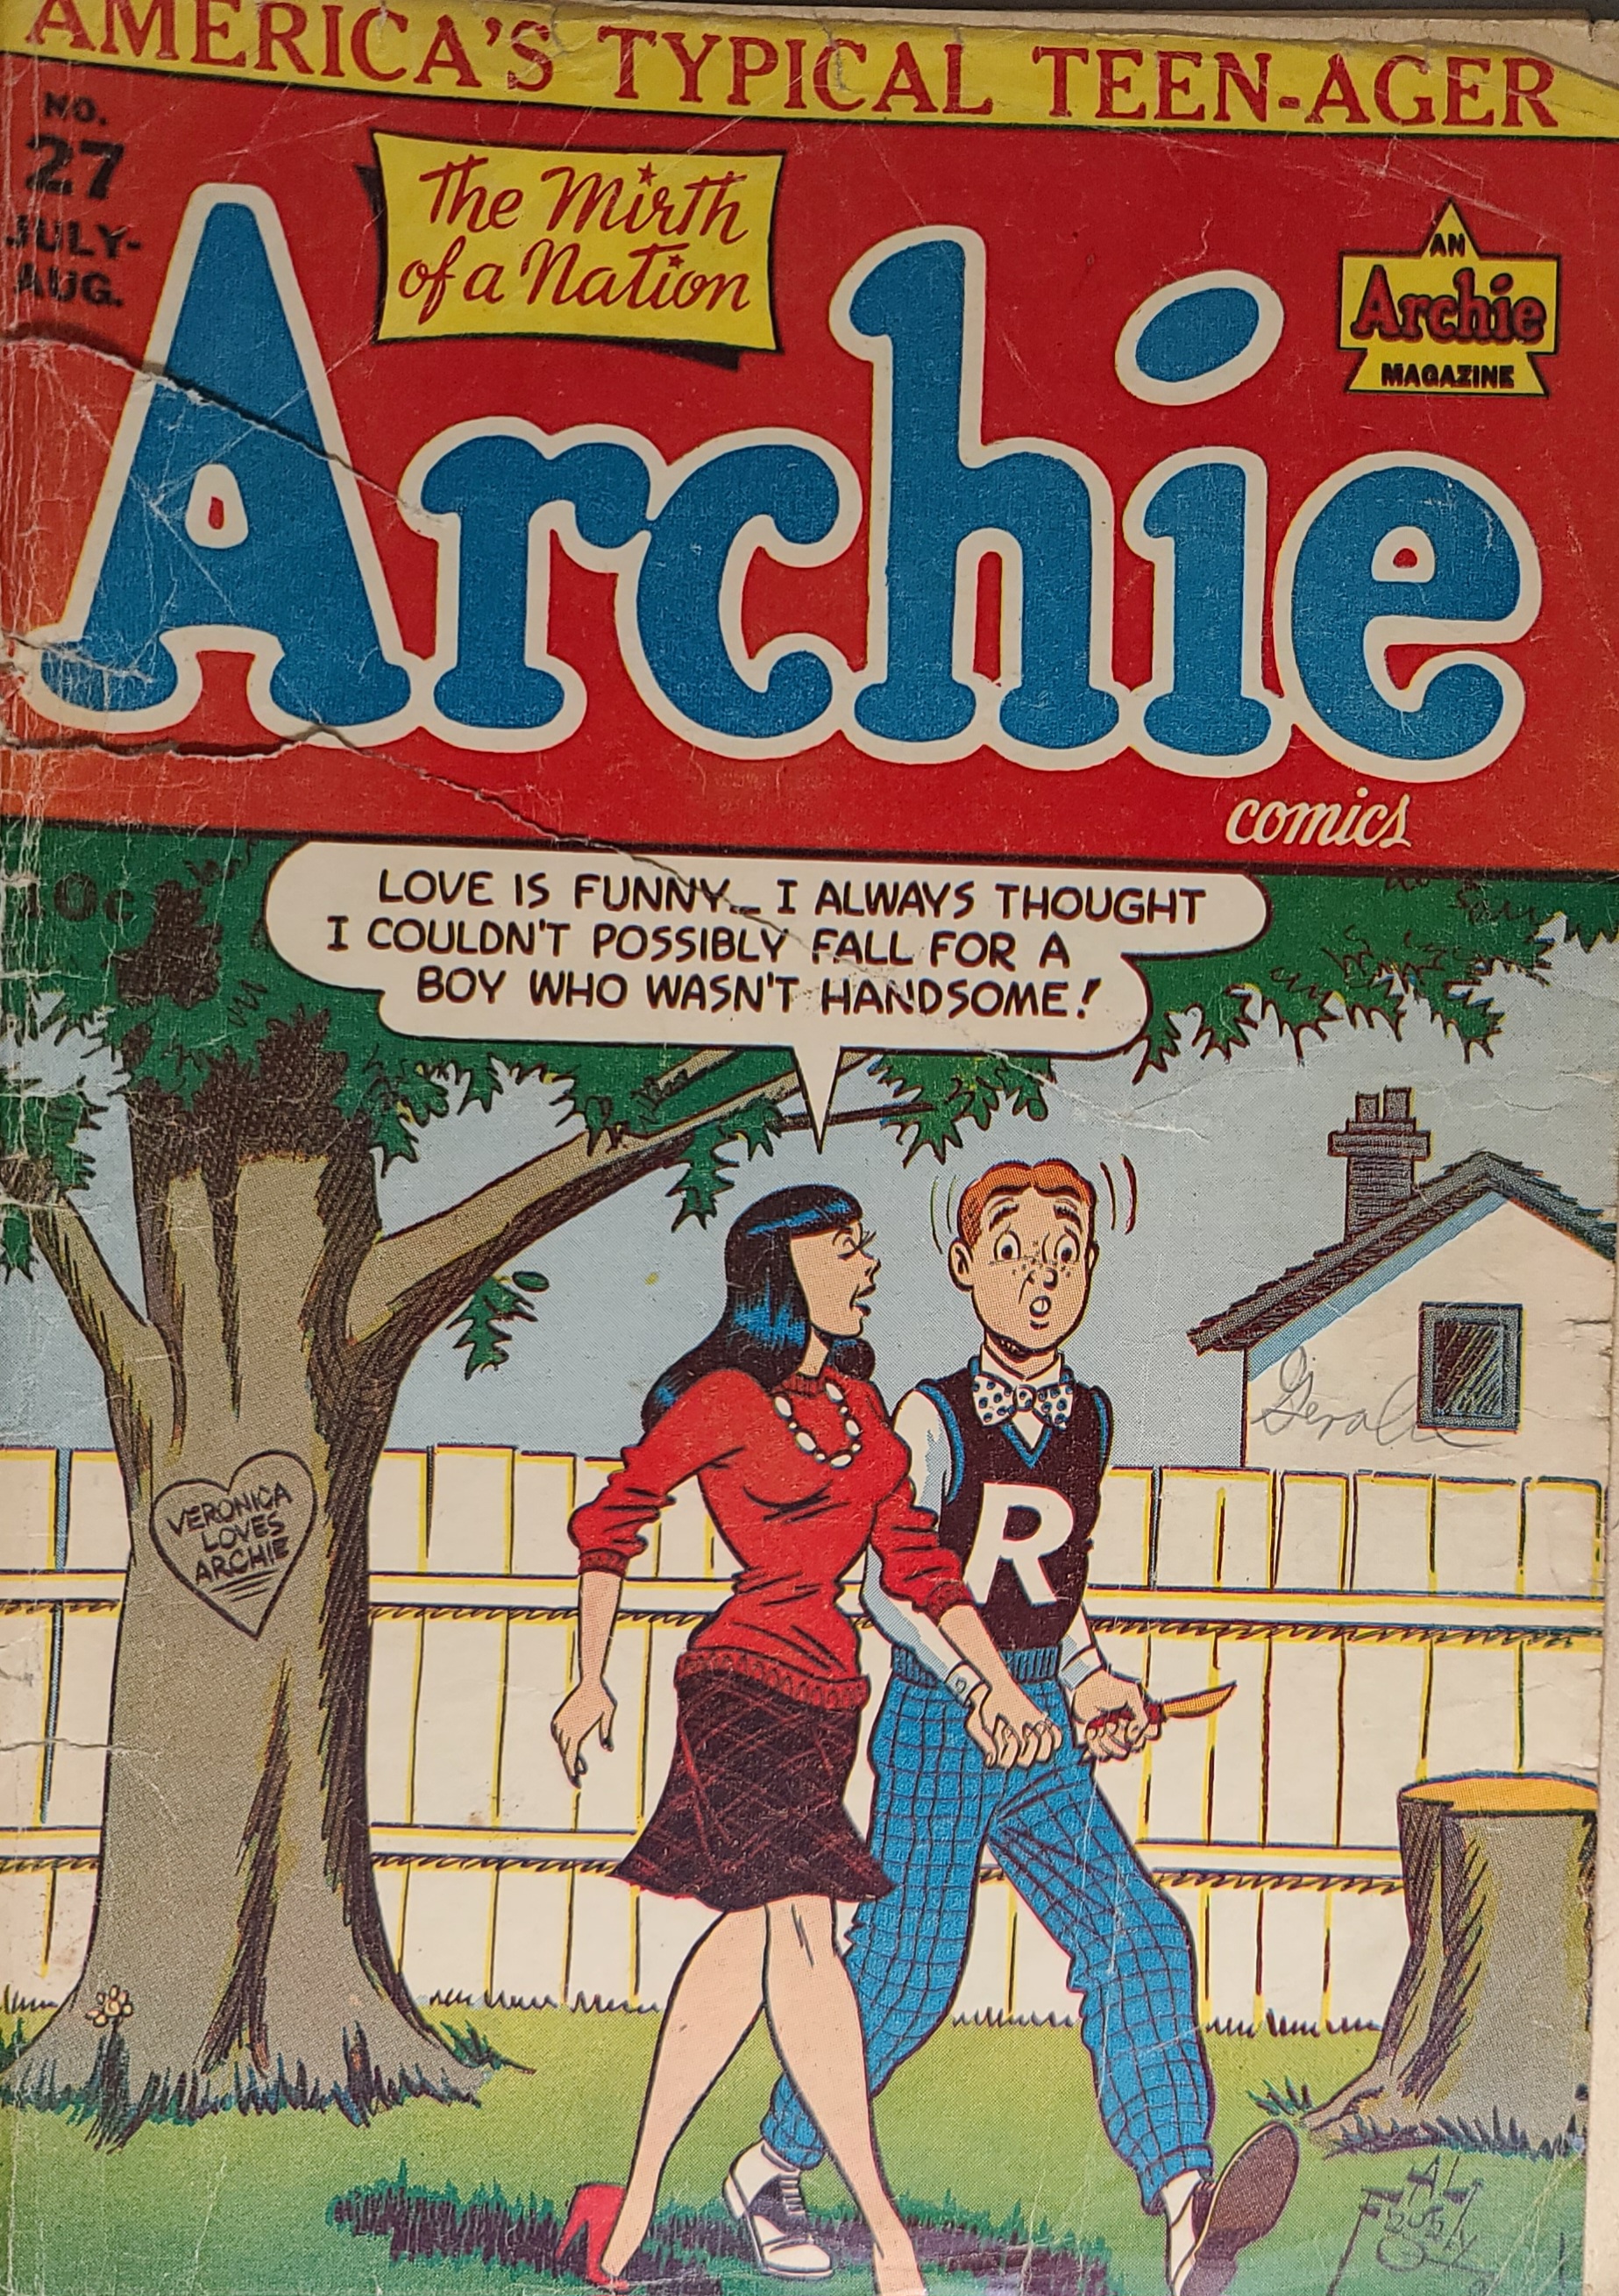 AMERICA'S TYPICAL TEEN-AGER
NO.
27
JULY-
AUG.
The Mirth
of a Nation
AN
Archie
MAGAZINE
Archie
comics
10c
LOVE IS FUNNY... I ALWAYS THOUGHT
I COULDN'T POSSIBLY FALL FOR A
BOY WHO WASN'T HANDSOME!
VERONICA
LOVES
ARCHIE
R
AL
FAGALY